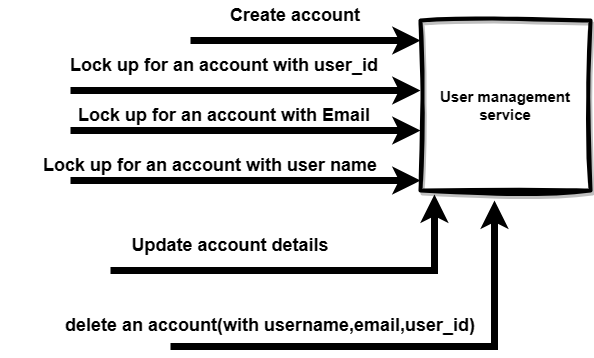 Create account
Lock up for an account with user_id
User management
service
Lock up for an account with Email
Lock up for an account with user name
Update account details
delete an account(with username,email,user_id)